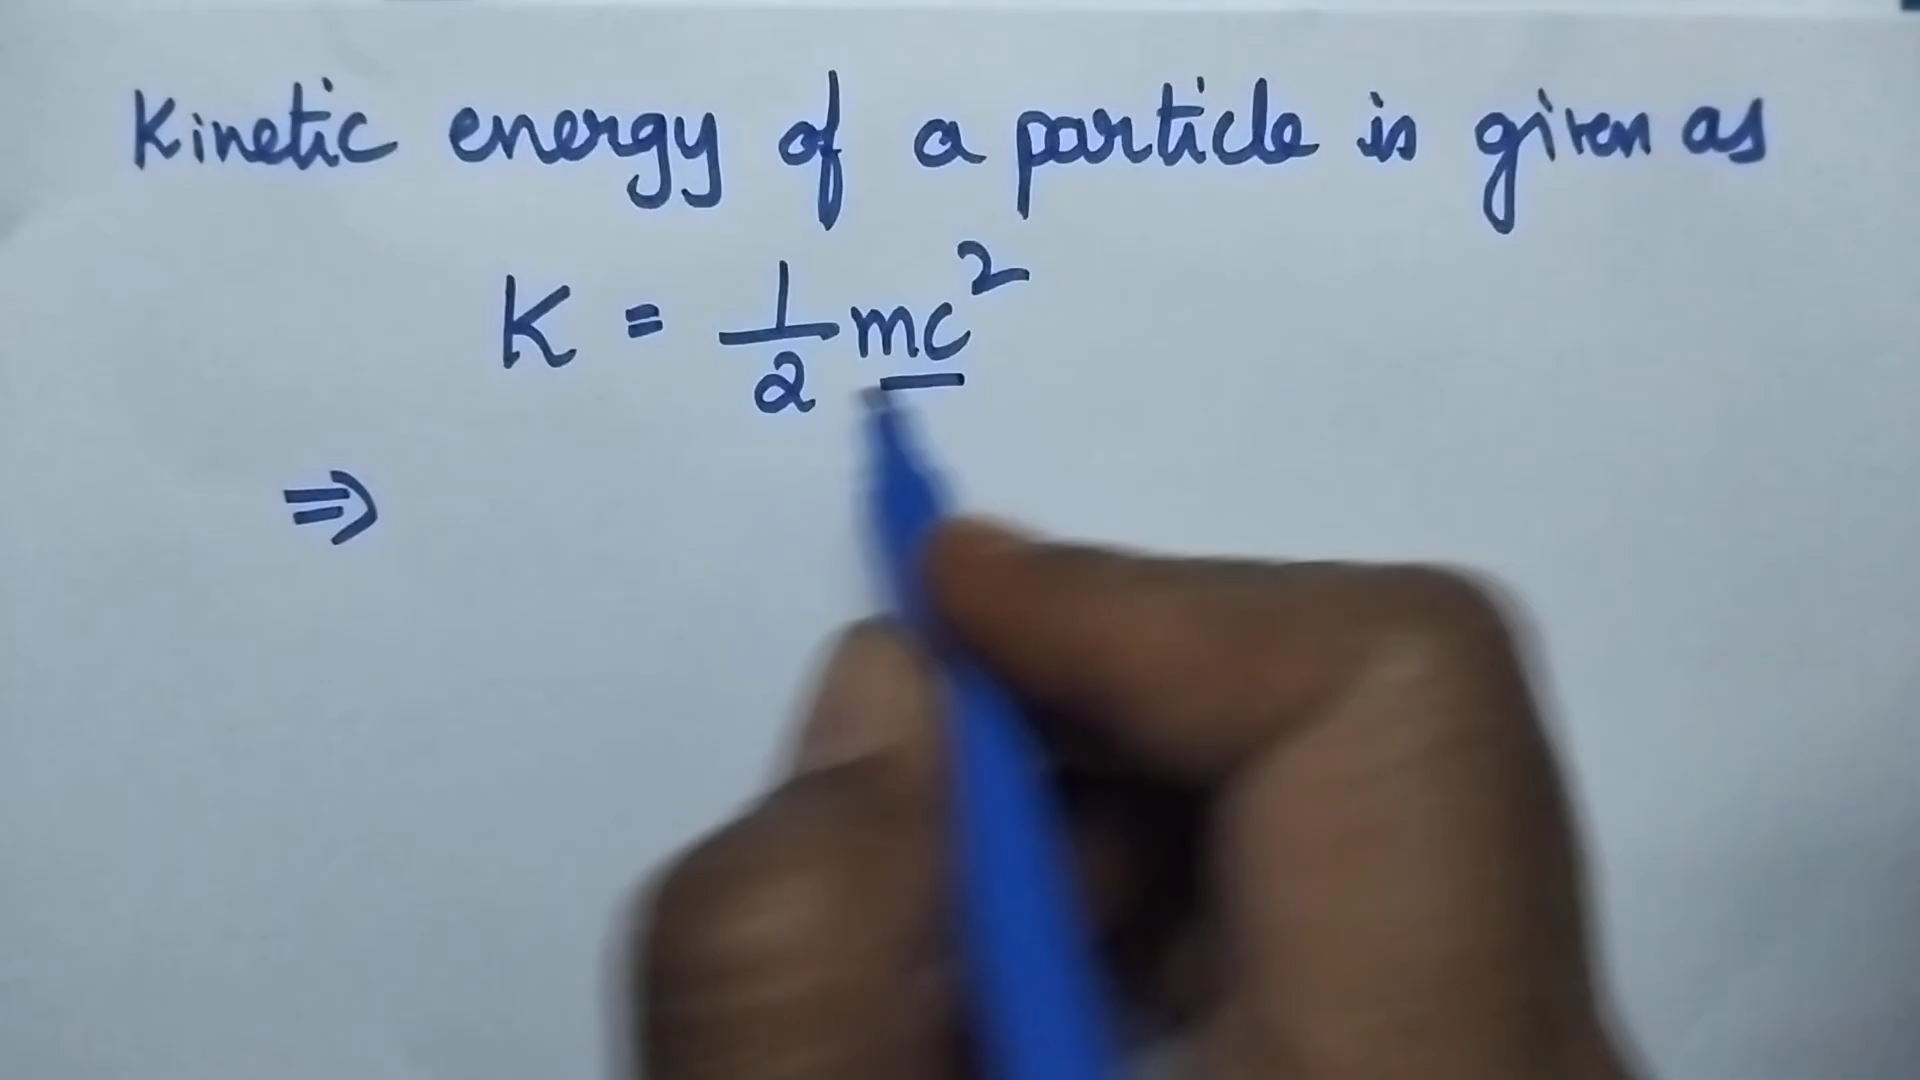 Kinetic energy of a particle is given as
K = 1/2 mc²
⇒